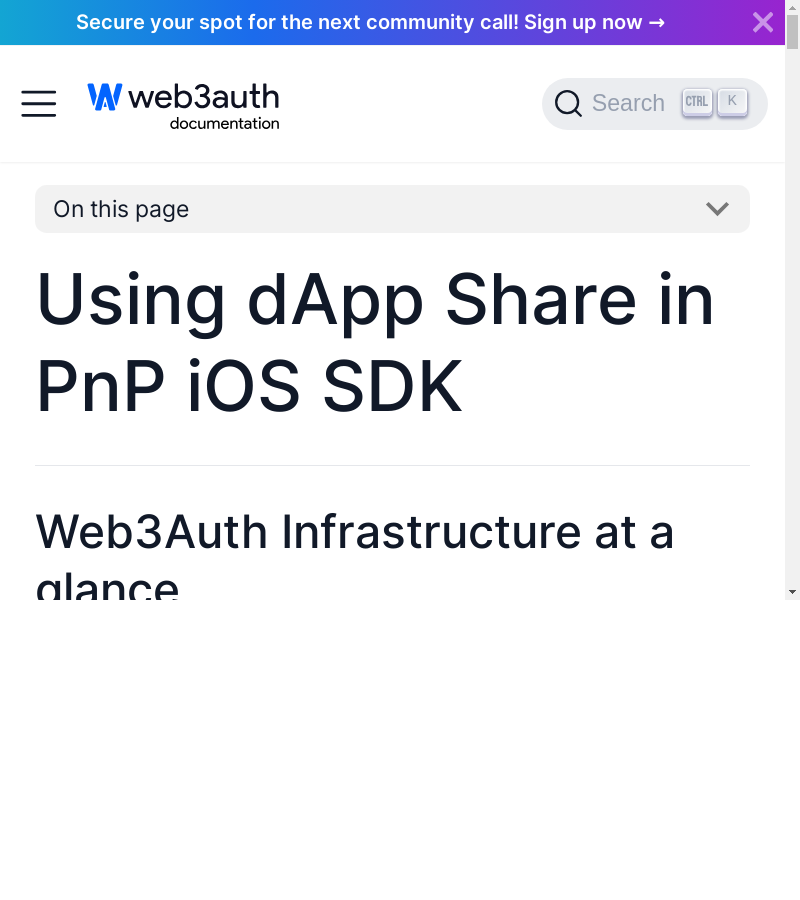 Secure your spot for the next community call! Sign up now →
web3auth
documentation
Search CTRL K
On this page
Using dApp Share in
PnP iOS SDK
Web3Auth Infrastructure at a
glance